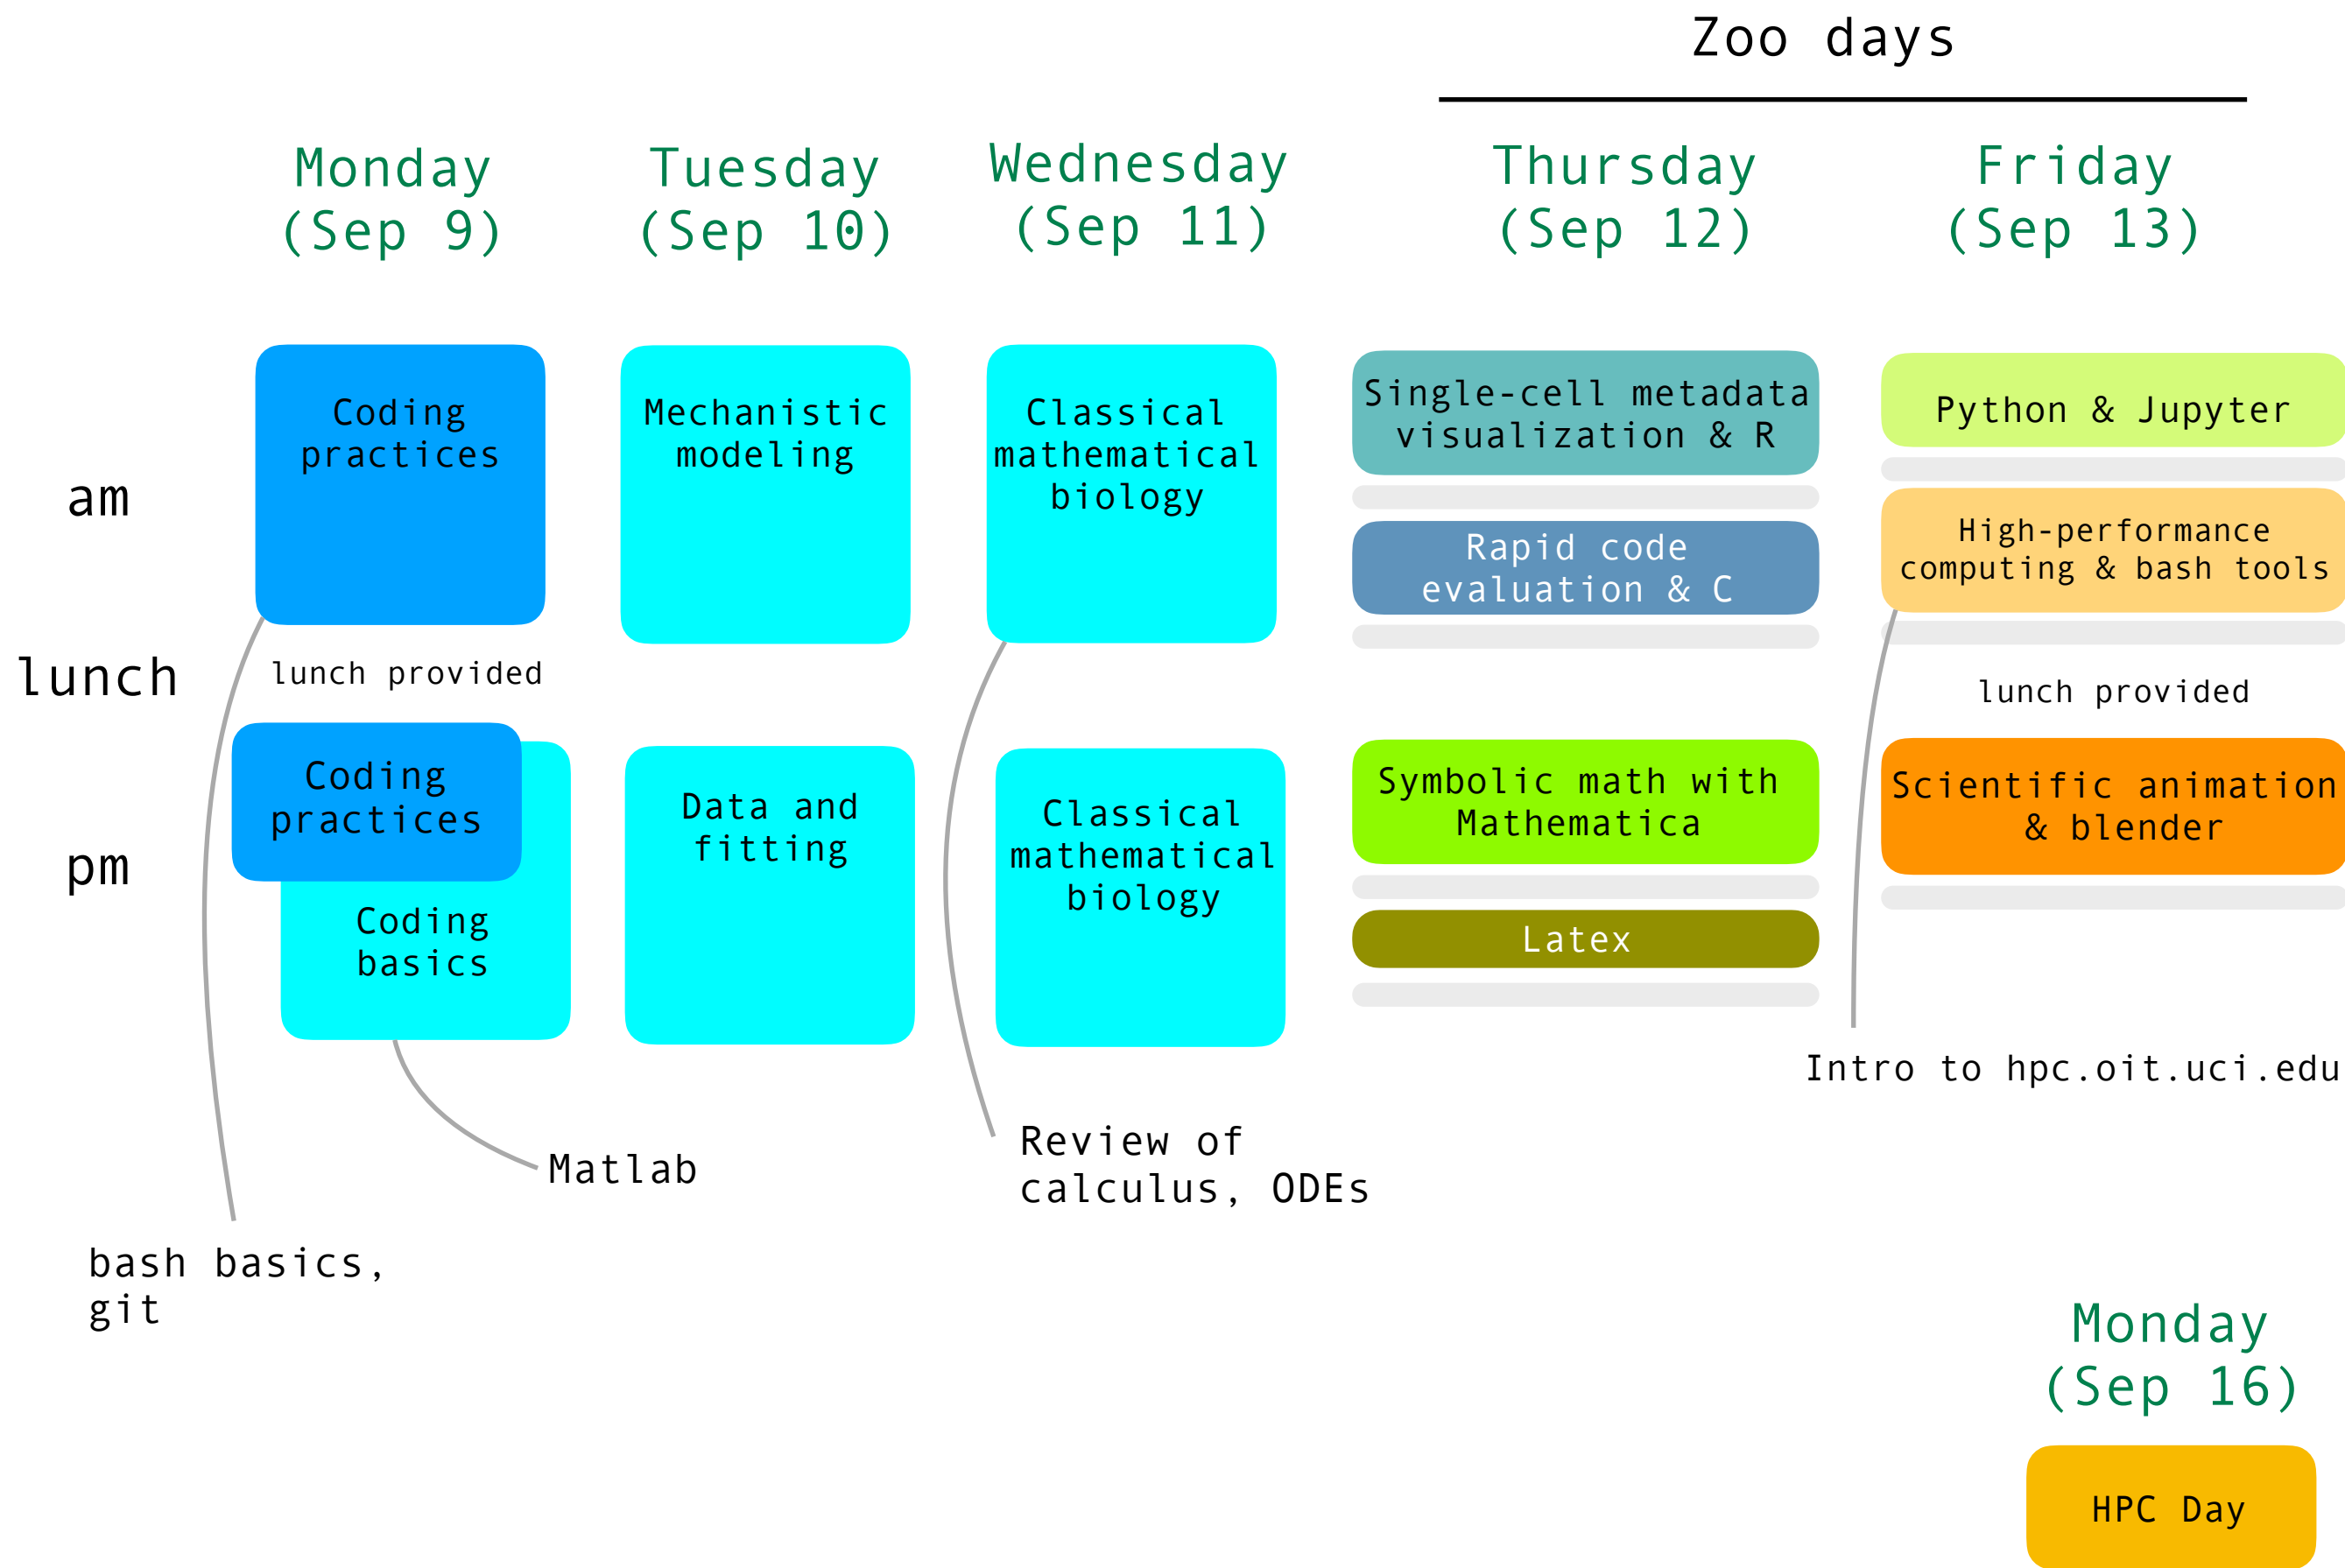 Zoo days
Monday
(Sep 9)
Tuesday
(Sep 10)
Wednesday
(Sep 11)
Thursday
(Sep 12)
Friday
(Sep 13)
am
Coding
practices
Mechanistic
modeling
Classical
mathematical
biology
Single-cell metadata
visualization & R
Rapid code
evaluation & C
Python & Jupyter
High-performance
computing & bash tools
lunch
lunch provided
lunch provided
pm
Coding
practices
Coding
basics
Data and
fitting
Classical
mathematical
biology
Symbolic math with
Mathematica
Latex
Scientific animation
& blender
Intro to hpc.oit.uci.edu
Matlab
Review of
calculus, ODEs
bash basics,
git
Monday
(Sep 16)
HPC Day